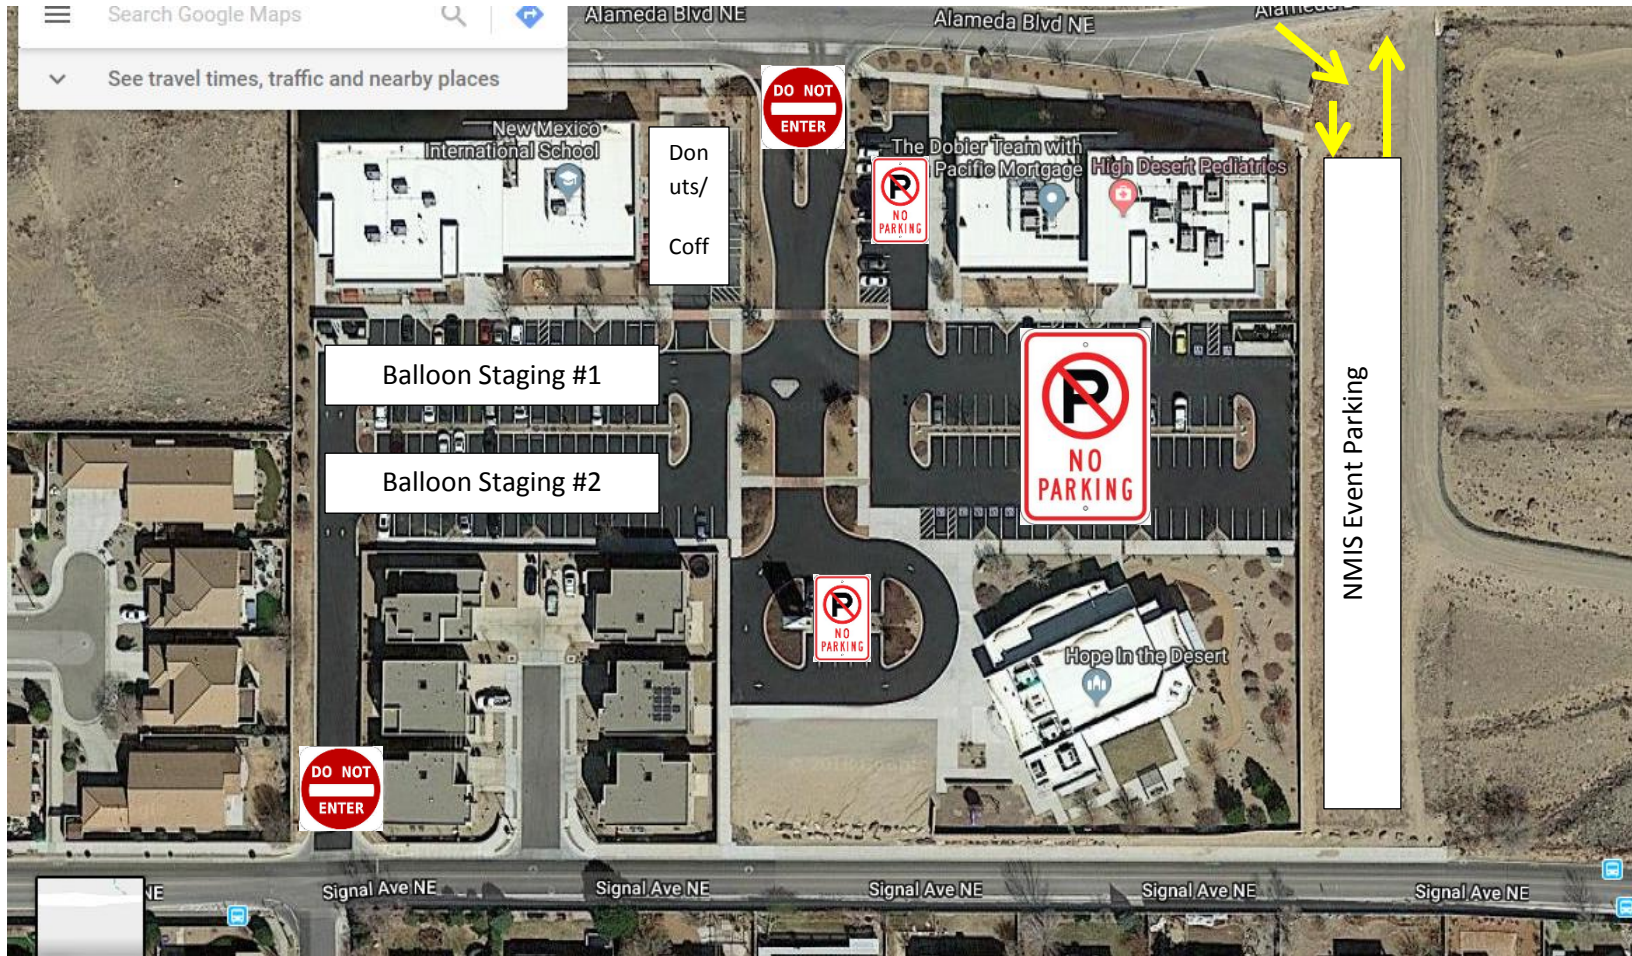 Search Google Maps
See travel times, traffic and nearby places
Alameda Blvd NE
Alameda Blvd NE
Alameda
DO NOT
ENTER
New Mexico
International School
Don
uts/
Coff
The Dobler Team with
Pacific Mortgage
High Desert Pediatrics
P
NO
PARKING
Balloon Staging #1
Balloon Staging #2
P
NO
PARKING
NMIS Event Parking
P
NO
PARKING
Hope In the Desert
DO NOT
ENTER
NE
Signal Ave NE
Signal Ave NE
Signal Ave NE
Signal Ave NE
Signal Ave NE